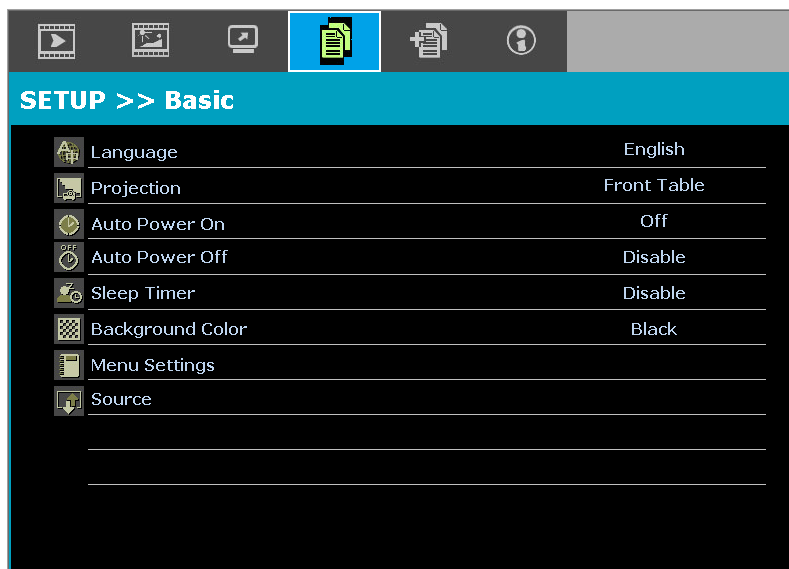 SETUP >> Basic
Language English
Projection Front Table
Auto Power On Off
OFF
Auto Power Off Disable
Z
Sleep Timer Disable
Background Color Black
Menu Settings
Source